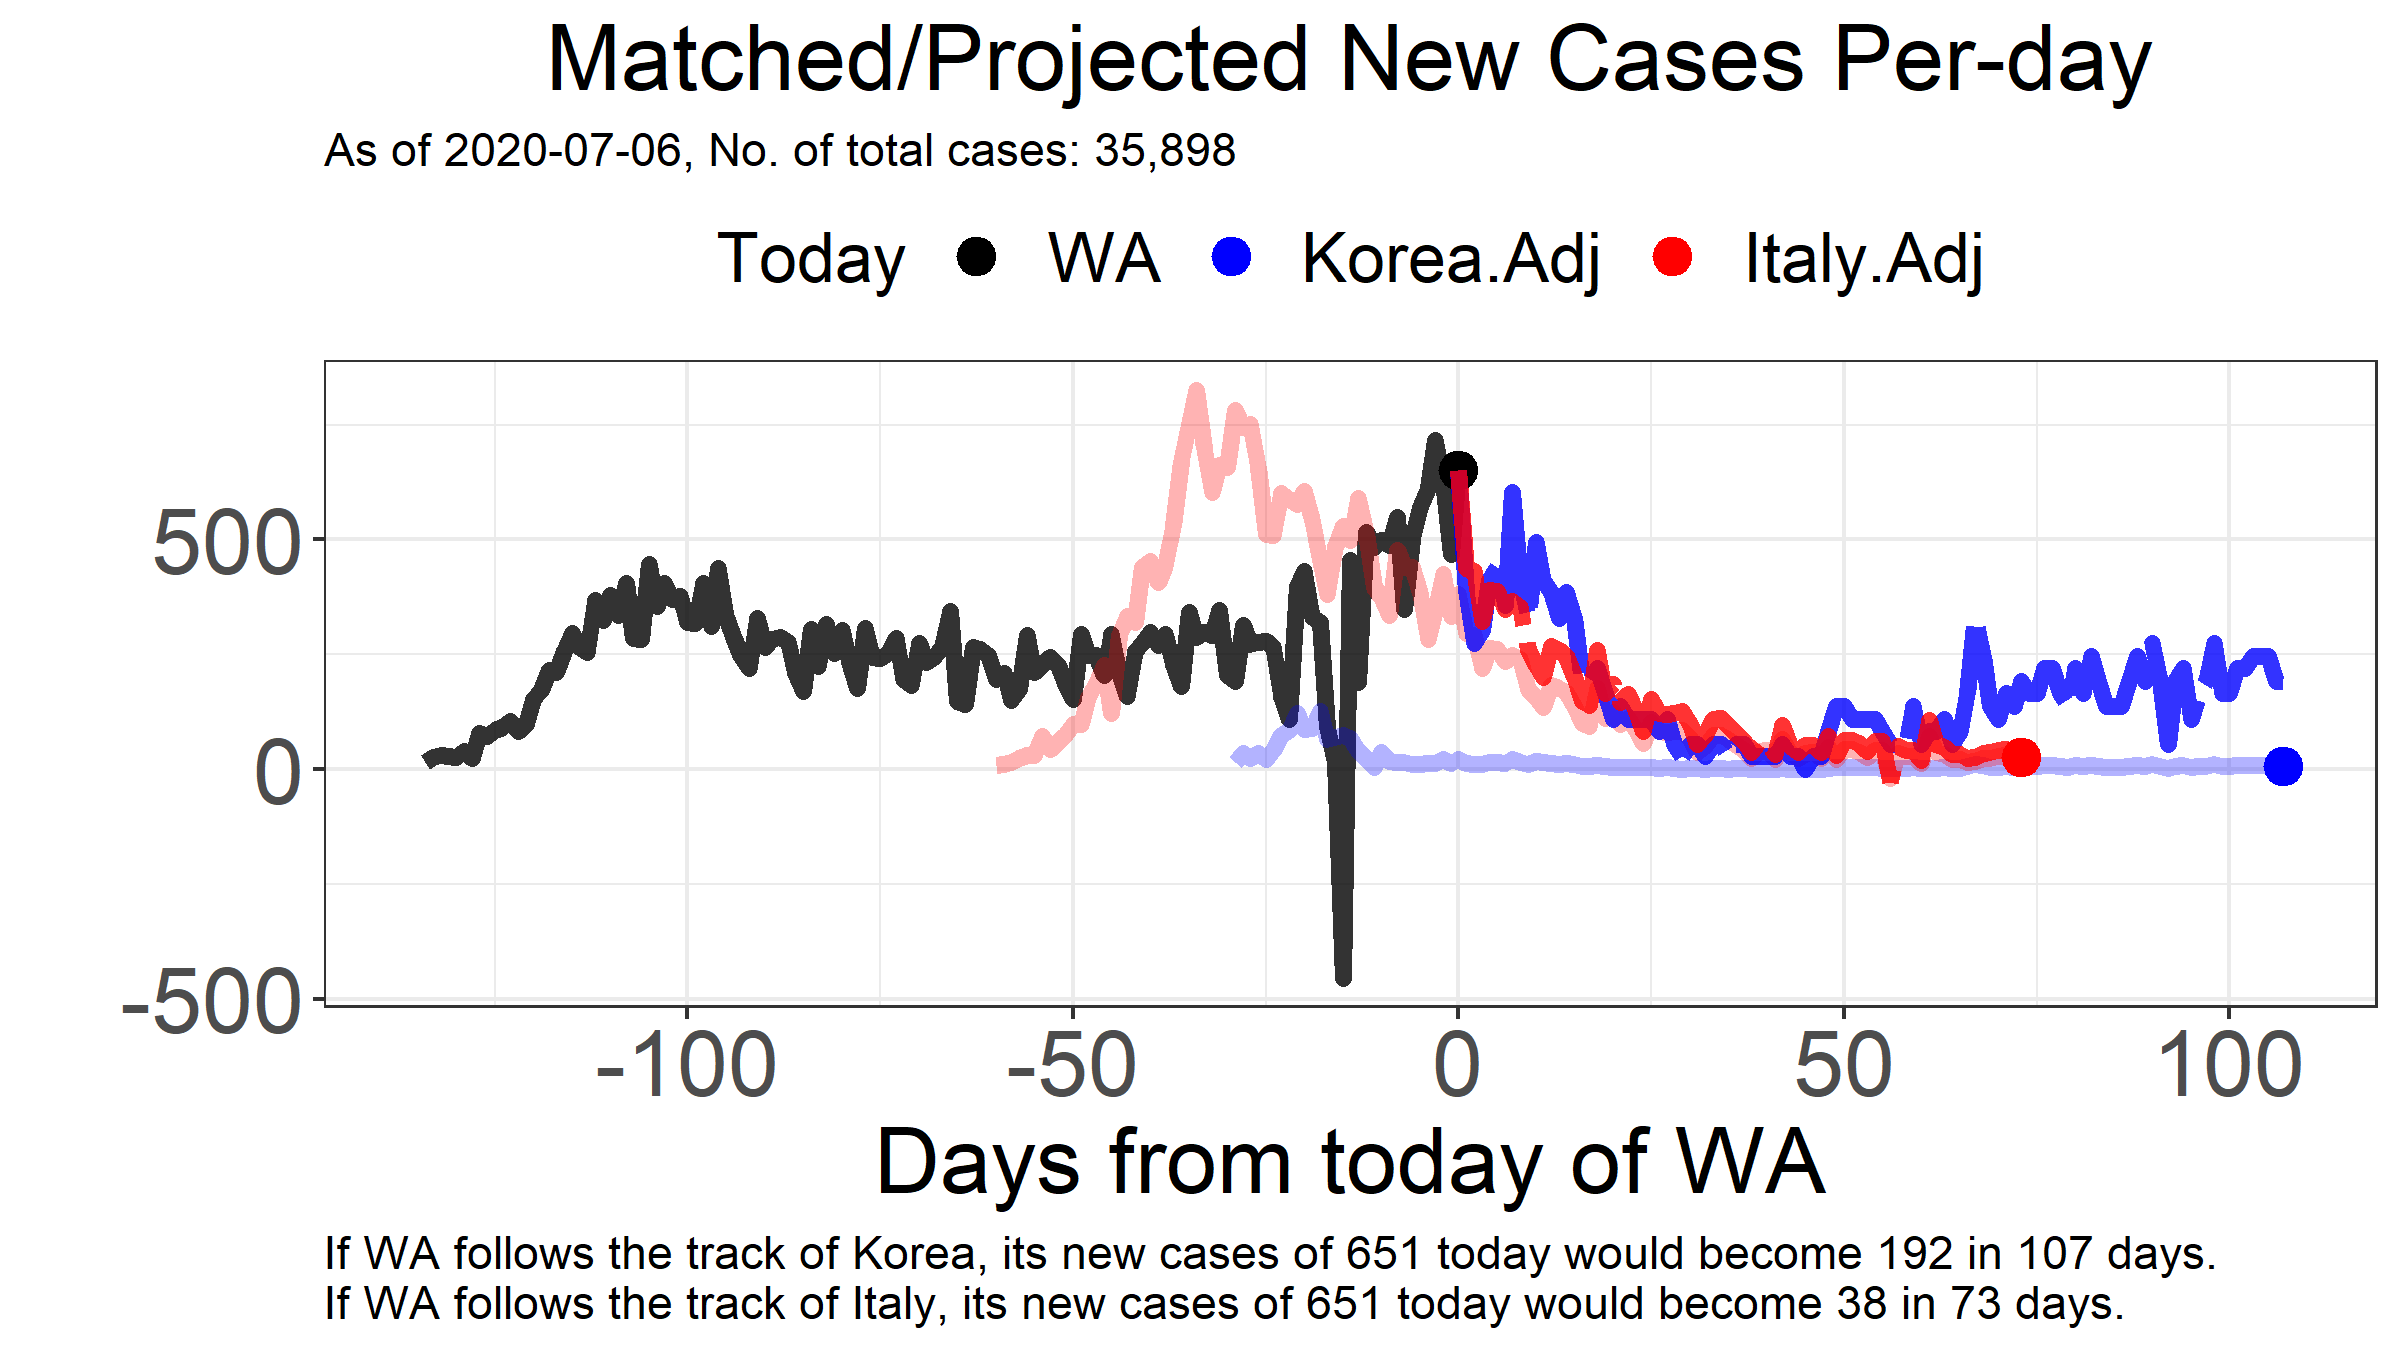 Matched/Projected New Cases Per-day
As of 2020-07-06, No. of total cases: 35,898
Today WA Korea.Adj Italy.Adj
500
0
-500
-100 -50 0 50 100
Days from today of WA
If WA follows the track of Korea, its new cases of 651 today would become 192 in 107 days.
If WA follows the track of Italy, its new cases of 651 today would become 38 in 73 days.